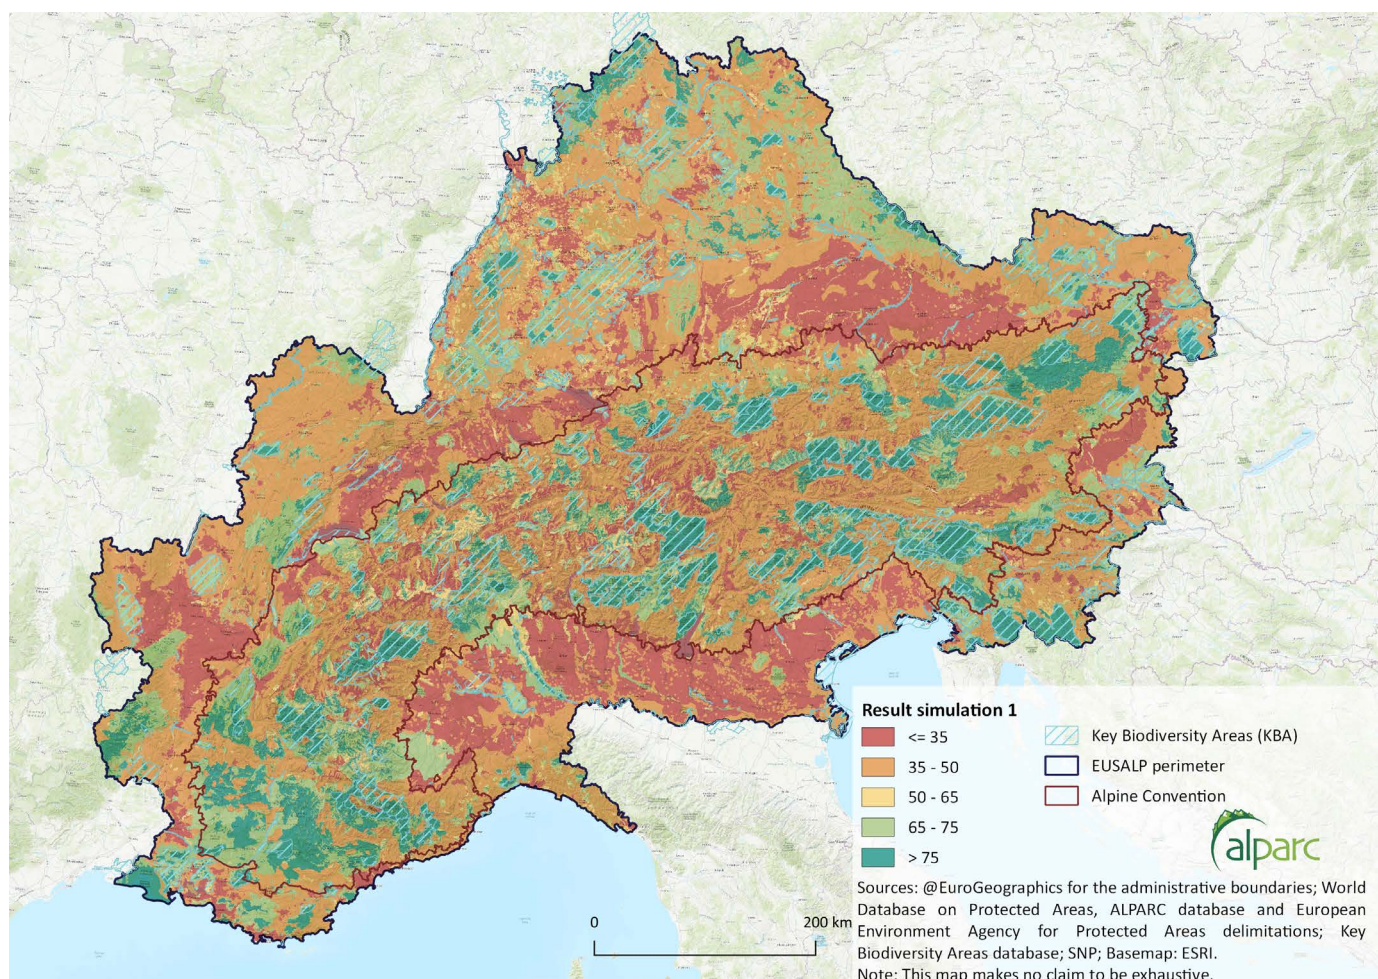 Result simulation 1
<= 35
35 - 50
50 - 65
65 - 75
> 75
Key Biodiversity Areas (KBA)
EUSALP perimeter
Alpine Convention
alparc
0
200 km
Sources: @EuroGeographics for the administrative boundaries; World
Database on Protected Areas, ALPARC database and European
Environment Agency for Protected Areas delimitations; Key
Biodiversity Areas database; SNP; Basemap: ESRI.
Note: This map makes no claim to be exhaustive.